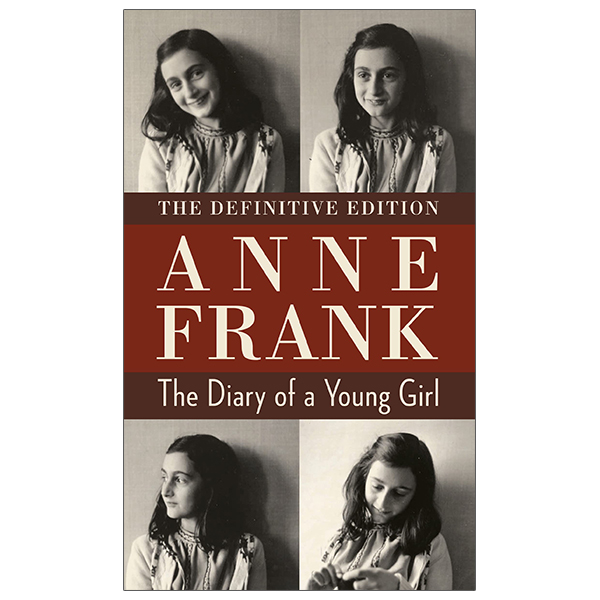 THE DEFINITIVE EDITION
ANNE
FRANK
The Diary of a Young Girl